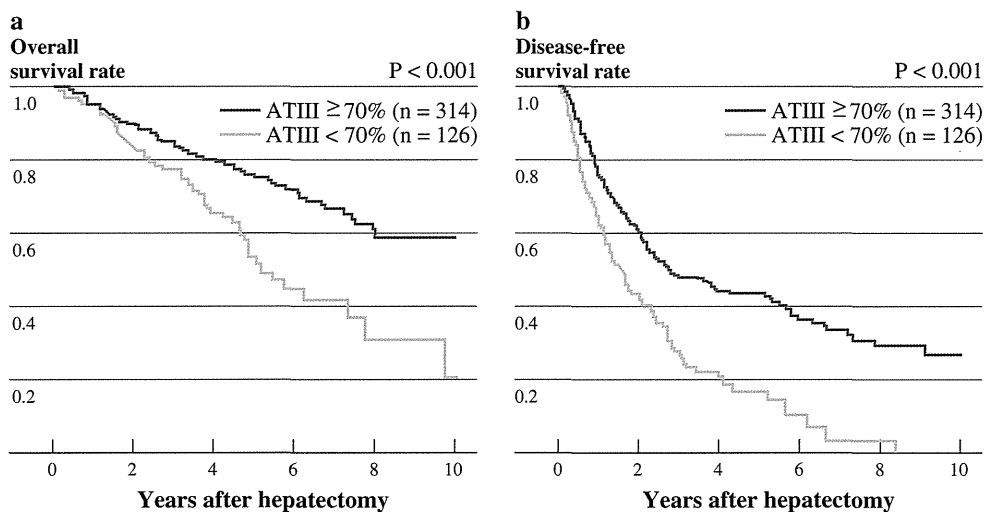 a
Overall
survival rate
P < 0.001
1.0
ATIII ≧70% (n = 314)
ATIII < 70% (n = 126)
0.8
0.6
0.4
0.2
0 2 4 6 8 10
Years after hepatectomy
b
Disease-free
survival rate
P < 0.001
1.0
ATIII ≧70% (n = 314)
ATIII < 70% (n = 126)
0.8
0.6
0.4
0.2
0 2 4 6 8 10
Years after hepatectomy